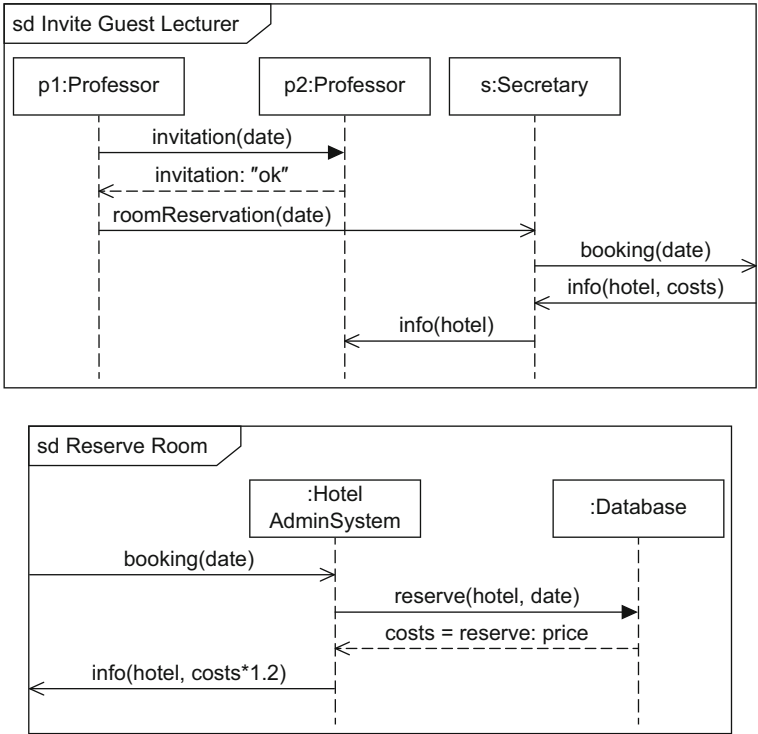 sd Invite Guest Lecturer
p1:Professor
p2:Professor
s:Secretary
invitation(date)
invitation: "ok"
roomReservation(date)
booking(date)
info(hotel, costs)
info(hotel)
sd Reserve Room
:Hotel
AdminSystem
:Database
booking(date)
reserve(hotel, date)
costs = reserve: price
info(hotel, costs*1.2)